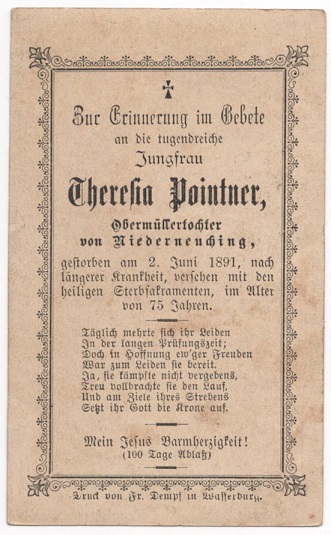 Zur Erinnerung im Gebete
an die tugendreiche
Jungfrau
Theresia Pointner,
Obermüllertochter
von Niederneuching,
gestorben am 2. Juni 1891, nach
längerer Krankheit, versehen mit den
heiligen Sterbsakramenten, im Alter
von 75 Jahren.
Täglich mehrte sich ihr Leiden
In der langen Prüfungszeit;
Doch in Hoffnung ew'ger Freuden
War zum Leiden sie bereit.
Ja, sie kämpfte nicht vergebens,
Treu vollbrachte sie den Lauf,
Und am Ziele ihres Strebens
Setzt ihr Gott die Krone auf.
Mein Jesus Barmherzigkeit!
(100 Tage Ablaß)
Druck von Fr. Dempf in Wasserburg.